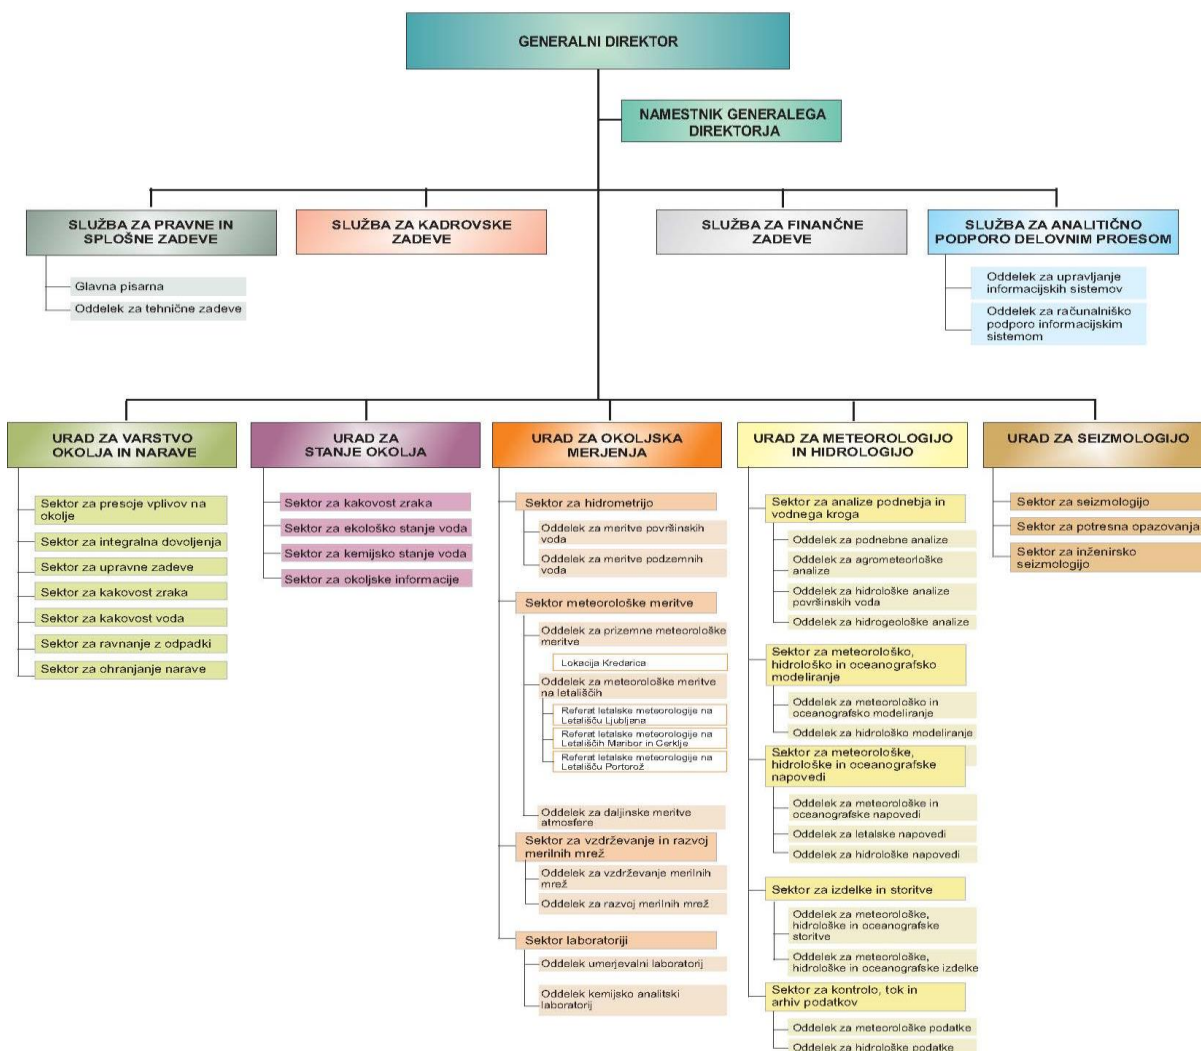 GENERALNI DIREKTOR
NAMESTNIK GENERALEGA
DIREKTORJA
SLUŽBA ZA PRAVNE IN
SPLOŠNE ZADEVE
Glavna pisarna
Oddelek za tehnične zadeve
SLUŽBA ZA KADROVSKE
ZADEVE
SLUŽBA ZA FINANČNE
ZADEVE
SLUŽBA ZA ANALITIČNO
PODPORO DELOVNIM PROESOM
Oddelek za upravljanje
informacijskih sistemov
Oddelek za računalniško
podporo informacijskim
sistemom
URAD ZA VARSTVO
OKOLJA IN NARAVE
Sektor za presoje vplivov na
okolje
Sektor za integralna dovoljenja
Sektor za upravne zadeve
Sektor za kakovost zraka
Sektor za kakovost voda
Sektor za ravnanje z odpadki
Sektor za ohranjanje narave
URAD ZA
STANJE OKOLJA
Sektor za kakovost zraka
Sektor za ekološko stanje voda
Sektor za kemijsko stanje voda
Sektor za okoljske informacije
URAD ZA OKOLJSKA
MERJENJA
Sektor za hidrometrijo
Oddelek za meritve površinskih
voda
Oddelek za meritve podzemnih
voda
Sektor meteorološke meritve
Oddelek za prizemne meteorološke
meritve
Lokacija Kredarica
Oddelek za meteorološke meritve
na letališčih
Referat letalske meteorologije na
Letališču Ljubljana
Referat letalske meteorologije na
Letališčih Maribor in Cerklje
Referat letalske meteorologije na
Letališču Portorož
Oddelek za daljinske meritve
atmosfere
Sektor za vzdrževanje in razvoj
merilnih mrež
Oddelek za vzdrževanje merilnih
mrež
Oddelek za razvoj merilnih mrež
Sektor laboratoriji
Oddelek umerjevalni laboratorij
Oddelek kemijsko analitski
laboratorij
URAD ZA METEOROLOGIJO
IN HIDROLOGIJO
Sektor za analize podnebja in
vodnega kroga
Oddelek za podnebne analize
Oddelek za agrometeorloške
analize
Oddelek za hidrološke analize
površinskih voda
Oddelek za hidrogeološke analize
Sektor za meteorološko,
hidrološko in oceanografsko
modeliranje
Oddelek za meteorološko in
oceanografsko modeliranje
Oddelek za hidrološko modeliranje
Sektor za meteorološke,
hidrološke in oceanografske
napovedi
Oddelek za meteorološke in
oceanografske napovedi
Oddelek za letalske napovedi
Oddelek za hidrološke napovedi
Sektor za izdelke in storitve
Oddelek za meteorološke,
hidrološke in oceanografske
storitve
Oddelek za meteorološke,
hidrološke in oceanografske izdelke
Sektor za kontrolo, tok in
arhiv podatkov
Oddelek za meteorološke podatke
Oddelek za hidrološke podatke
URAD ZA SEIZMOLOGIJO
Sektor za seizmologijo
Sektor za potresna opazovanja
Sektor za inženirsko
seizmologijo